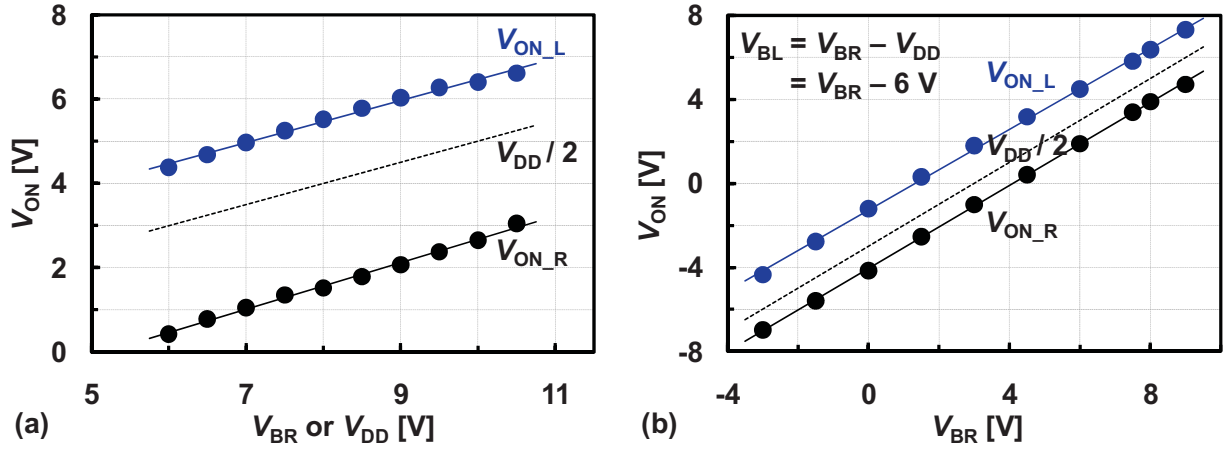 8
6
4
2
0
V_ON [V]
V_ON_L
V_DD / 2
V_ON_R
5 7 9 11
(a)
V_BR or V_DD [V]
8
4
0
-4
-8
V_ON [V]
V_BL = V_BR – V_DD
= V_BR – 6 V
V_ON_L
V_DD / 2
V_ON_R
-4 0 4 8
(b)
V_BR [V]